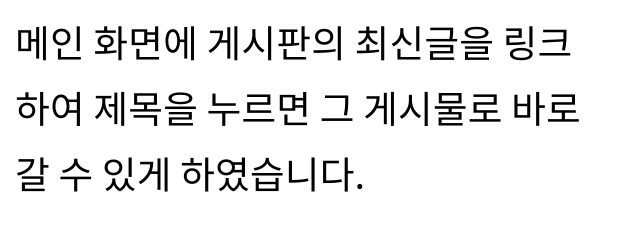 메인 화면에 게시판의 최신글을 링크
하여 제목을 누르면 그 게시물로 바로
갈 수 있게 하였습니다.